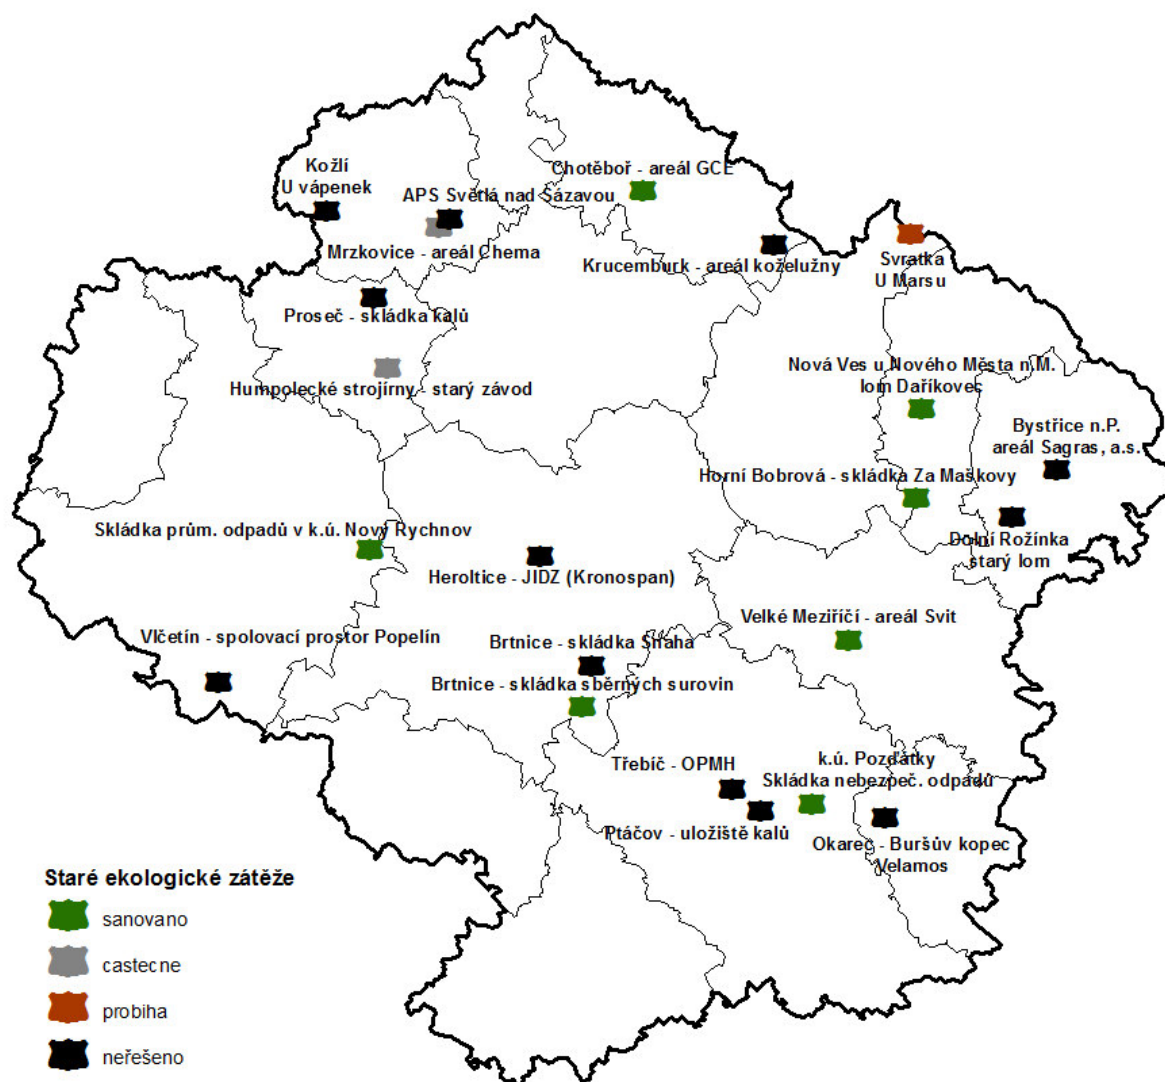 Chotěboř - areál GCE
Kožlí
U vápenek
APS Světlá nad Sázavou
Mrzkovice - areál Chema
Krucemburk - areál koželužny
Svratka
U Marsu
Proseč - skládka kalů
Humpolecké strojírny - starý závod
Nová Ves u Nového Města n.M.
lom Daříkovec
Bystřice n.P.
areál Sagras, a.s.
Horní Bobrová - skládka Za Maškovy
Skládka prům. odpadů v k.ú. Nový Rychnov
Dolní Rožínka
starý lom
Heroltice - JIDZ (Kronospan)
Velké Meziříčí - areál Svit
Vlčetín - spolovací prostor Popelín
Brtnice - skládka Snaha
Brtnice - skládka sběrných surovin
Třebíč - OPMH
k.ú. Pozďátky
Skládka nebezpeč. odpadů
Ptáčov - uložiště kalů
Okarec - Buršův kopec
Velamos
Staré ekologické zátěže
sanovano
castecne
probiha
neřešeno